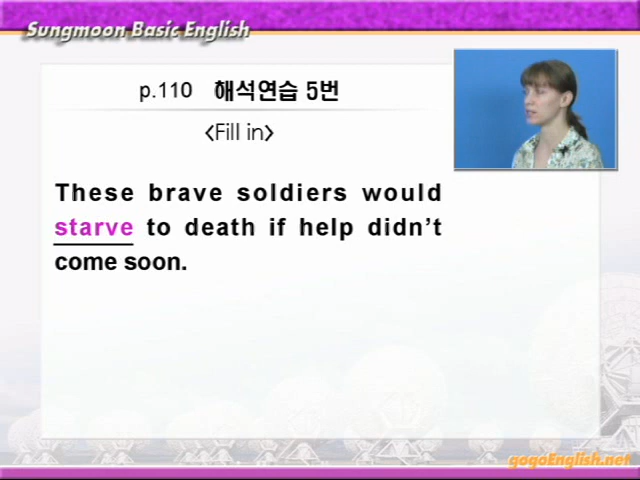 Sungmoon Basic English
p.110 해석연습 5번
<Fill in>
These brave soldiers would
starve to death if help didn't
come soon.
gogoEnglish.net